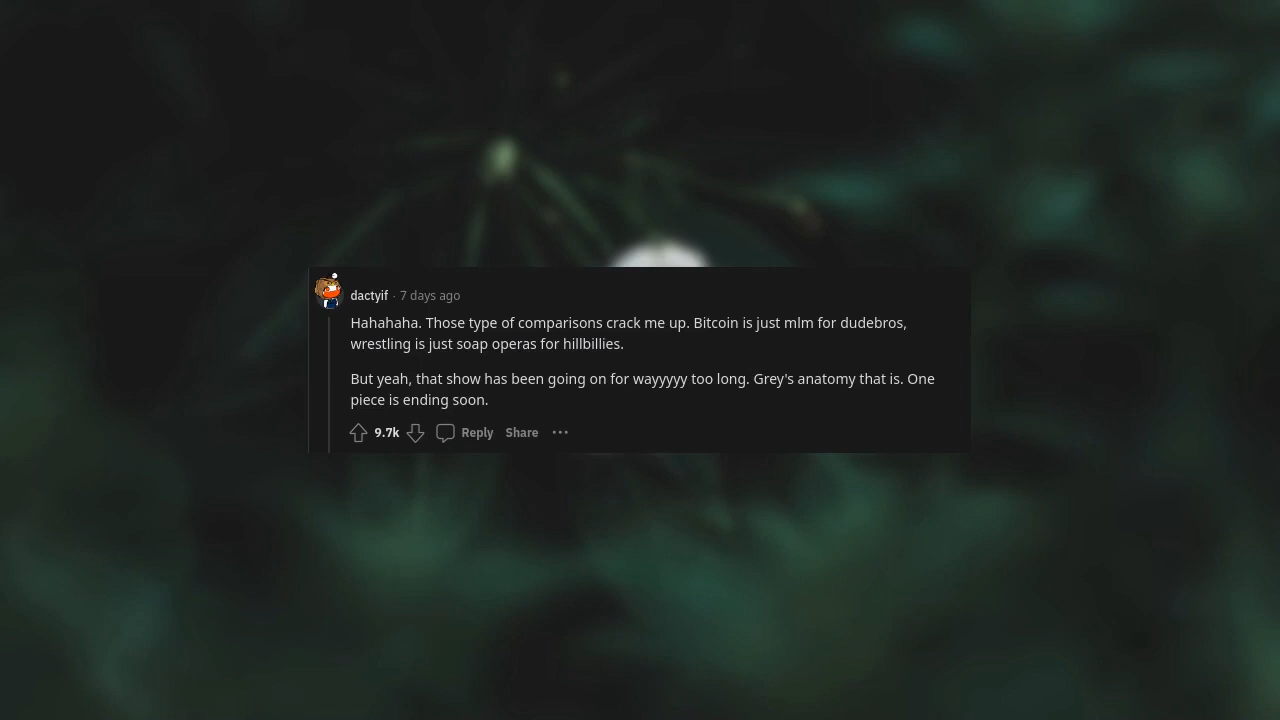 dactyif · 7 days ago
Hahahaha. Those type of comparisons crack me up. Bitcoin is just mlm for dudebros,
wrestling is just soap operas for hillbillies.
But yeah, that show has been going on for wayyyyy too long. Grey's anatomy that is. One
piece is ending soon.
9.7k Reply Share ···